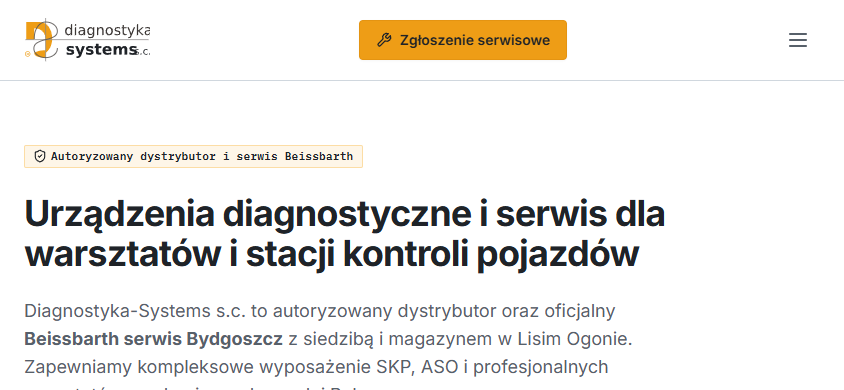 diagnostyka
systems s.c.
Zgłoszenie serwisowe
Autoryzowany dystrybutor i serwis Beissbarth
Urządzenia diagnostyczne i serwis dla
warsztatów i stacji kontroli pojazdów
Diagnostyka-Systems s.c. to autoryzowany dystrybutor oraz oficjalny
Beissbarth serwis Bydgoszcz z siedzibą i magazynem w Lisim Ogonie.
Zapewniamy kompleksowe wyposażenie SKP, ASO i profesjonalnych